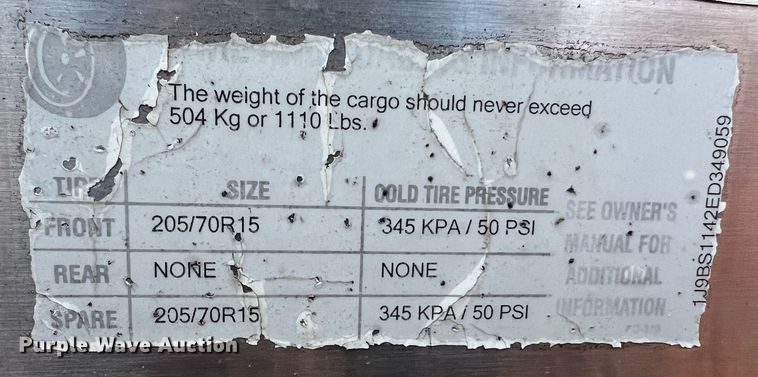 INFORMATION
The weight of the cargo should never exceed
504 Kg or 1110 Lbs.
TIRE SIZE COLD TIRE PRESSURE
FRONT 205/70R15 345 KPA / 50 PSI
REAR NONE NONE
SPARE 205/70R15 345 KPA / 50 PSI
SEE OWNER'S
MANUAL FOR
ADDITIONAL
INFORMATION
1J9BS1142ED349059
Purple Wave Auction